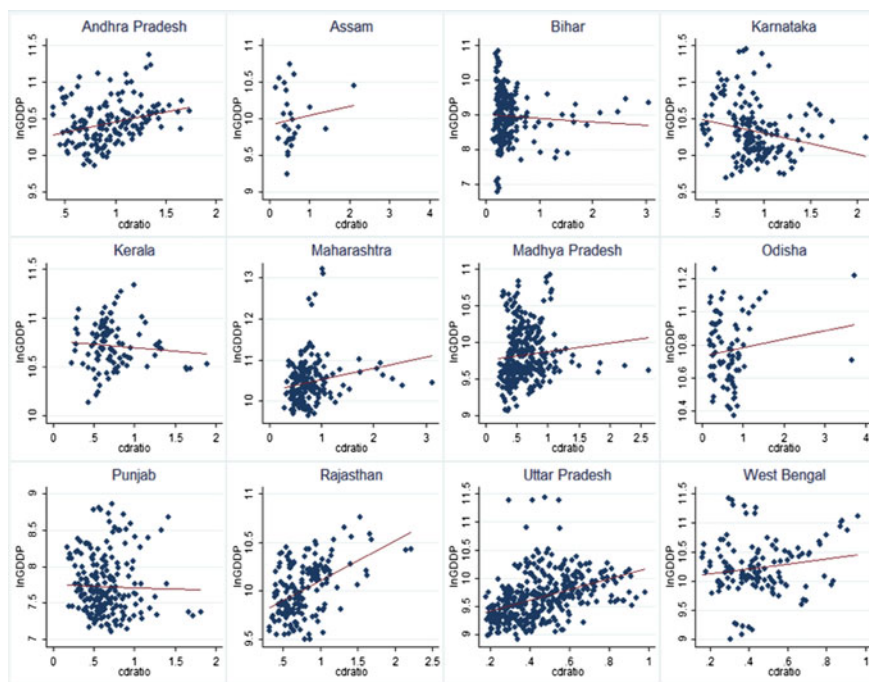 Andhra Pradesh
lnGDDP
11.5
11
10.5
10
9.5
.5 1 1.5 2
cdratio
Assam
lnGDDP
11
10.5
10
9.5
9
0 1 2 3 4
cdratio
Bihar
lnGDDP
11
10
9
8
7
0 1 2 3
cdratio
Karnataka
lnGDDP
11.5
11
10.5
10
9.5
.5 1 1.5 2
cdratio
Kerala
lnGDDP
11.5
11
10.5
10
0 .5 1 1.5 2
cdratio
Maharashtra
lnGDDP
13
12
11
10
0 1 2 3
cdratio
Madhya Pradesh
lnGDDP
11
10.5
10
9.5
9
0 .5 1 1.5 2 2.5
cdratio
Odisha
lnGDDP
11.2
11
10.8
10.6
10.4
0 1 2 3 4
cdratio
Punjab
lnGDDP
9
8.5
8
7.5
7
0 .5 1 1.5 2
cdratio
Rajasthan
lnGDDP
11
10.5
10
9.5
.5 1 1.5 2 2.5
cdratio
Uttar Pradesh
lnGDDP
11.5
11
10.5
10
9.5
9
.2 .4 .6 .8 1
cdratio
West Bengal
lnGDDP
11.5
11
10.5
10
9.5
9
.2 .4 .6 .8 1
cdratio